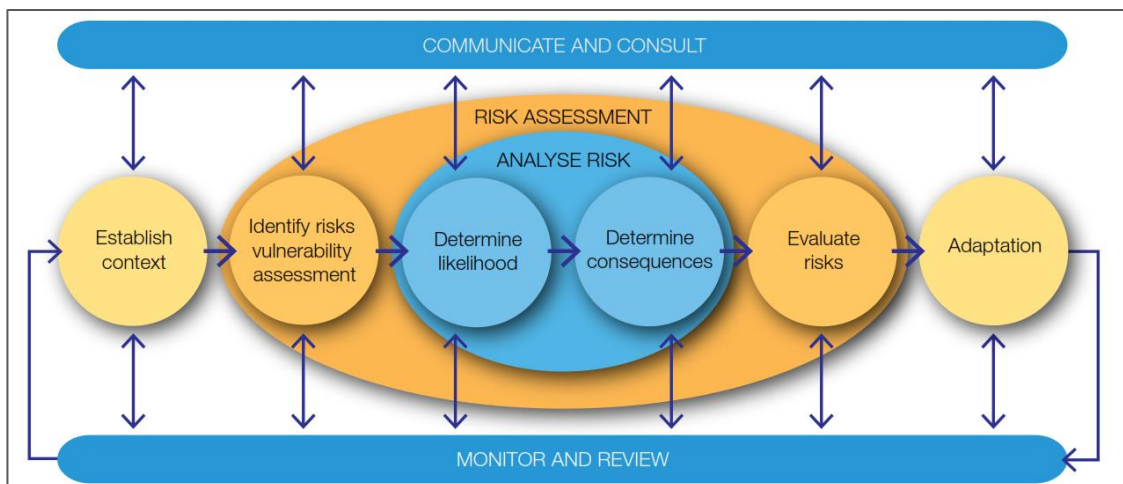 COMMUNICATE AND CONSULT
RISK ASSESSMENT
ANALYSE RISK
Establish
context
Identify risks
vulnerability
assessment
Determine
likelihood
Determine
consequences
Evaluate
risks
Adaptation
MONITOR AND REVIEW